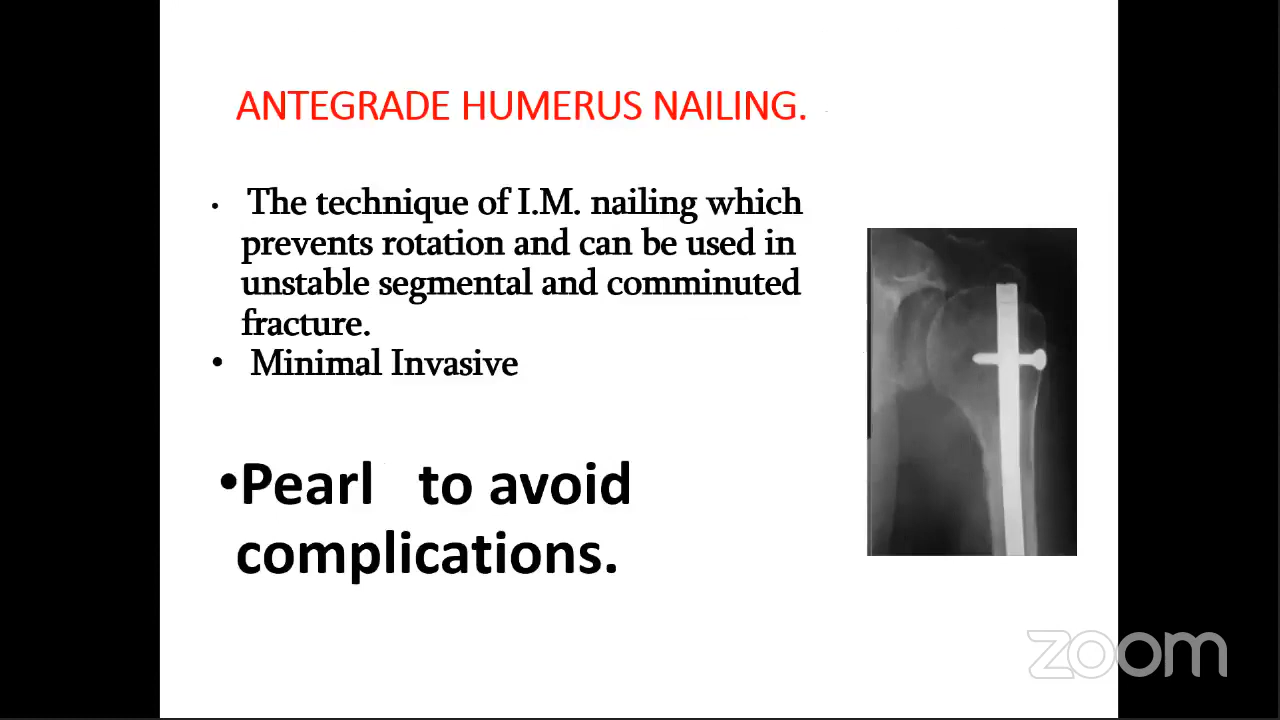 ANTEGRADE HUMERUS NAILING.
• The technique of I.M. nailing which
prevents rotation and can be used in
unstable segmental and comminuted
fracture.
• Minimal Invasive
•Pearl to avoid
complications.
zoom